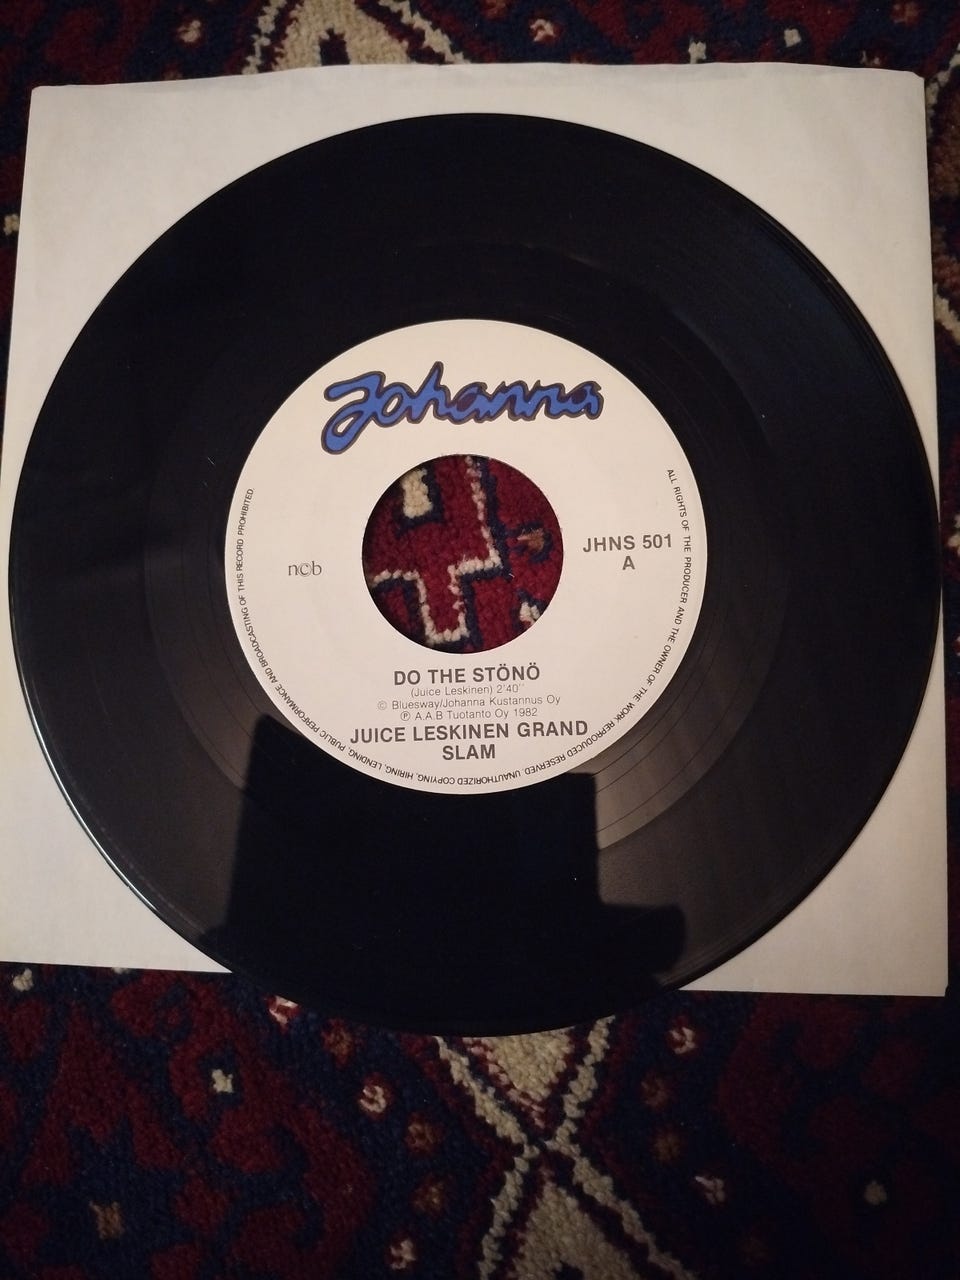 Johanna
ncb
JHNS 501
A
DO THE STÖNÖ
(Juice Leskinen) 2'40''
© Bluesway/Johanna Kustannus Oy
℗ A.A.B Tuotanto Oy 1982
JUICE LESKINEN GRAND
SLAM
ALL RIGHTS OF THE PRODUCER AND THE OWNER OF THE WORK REPRODUCED RESERVED. UNAUTHORIZED COPYING, HIRING, LENDING, PUBLIC PERFORMANCE AND BROADCASTING OF THIS RECORD PROHIBITED.